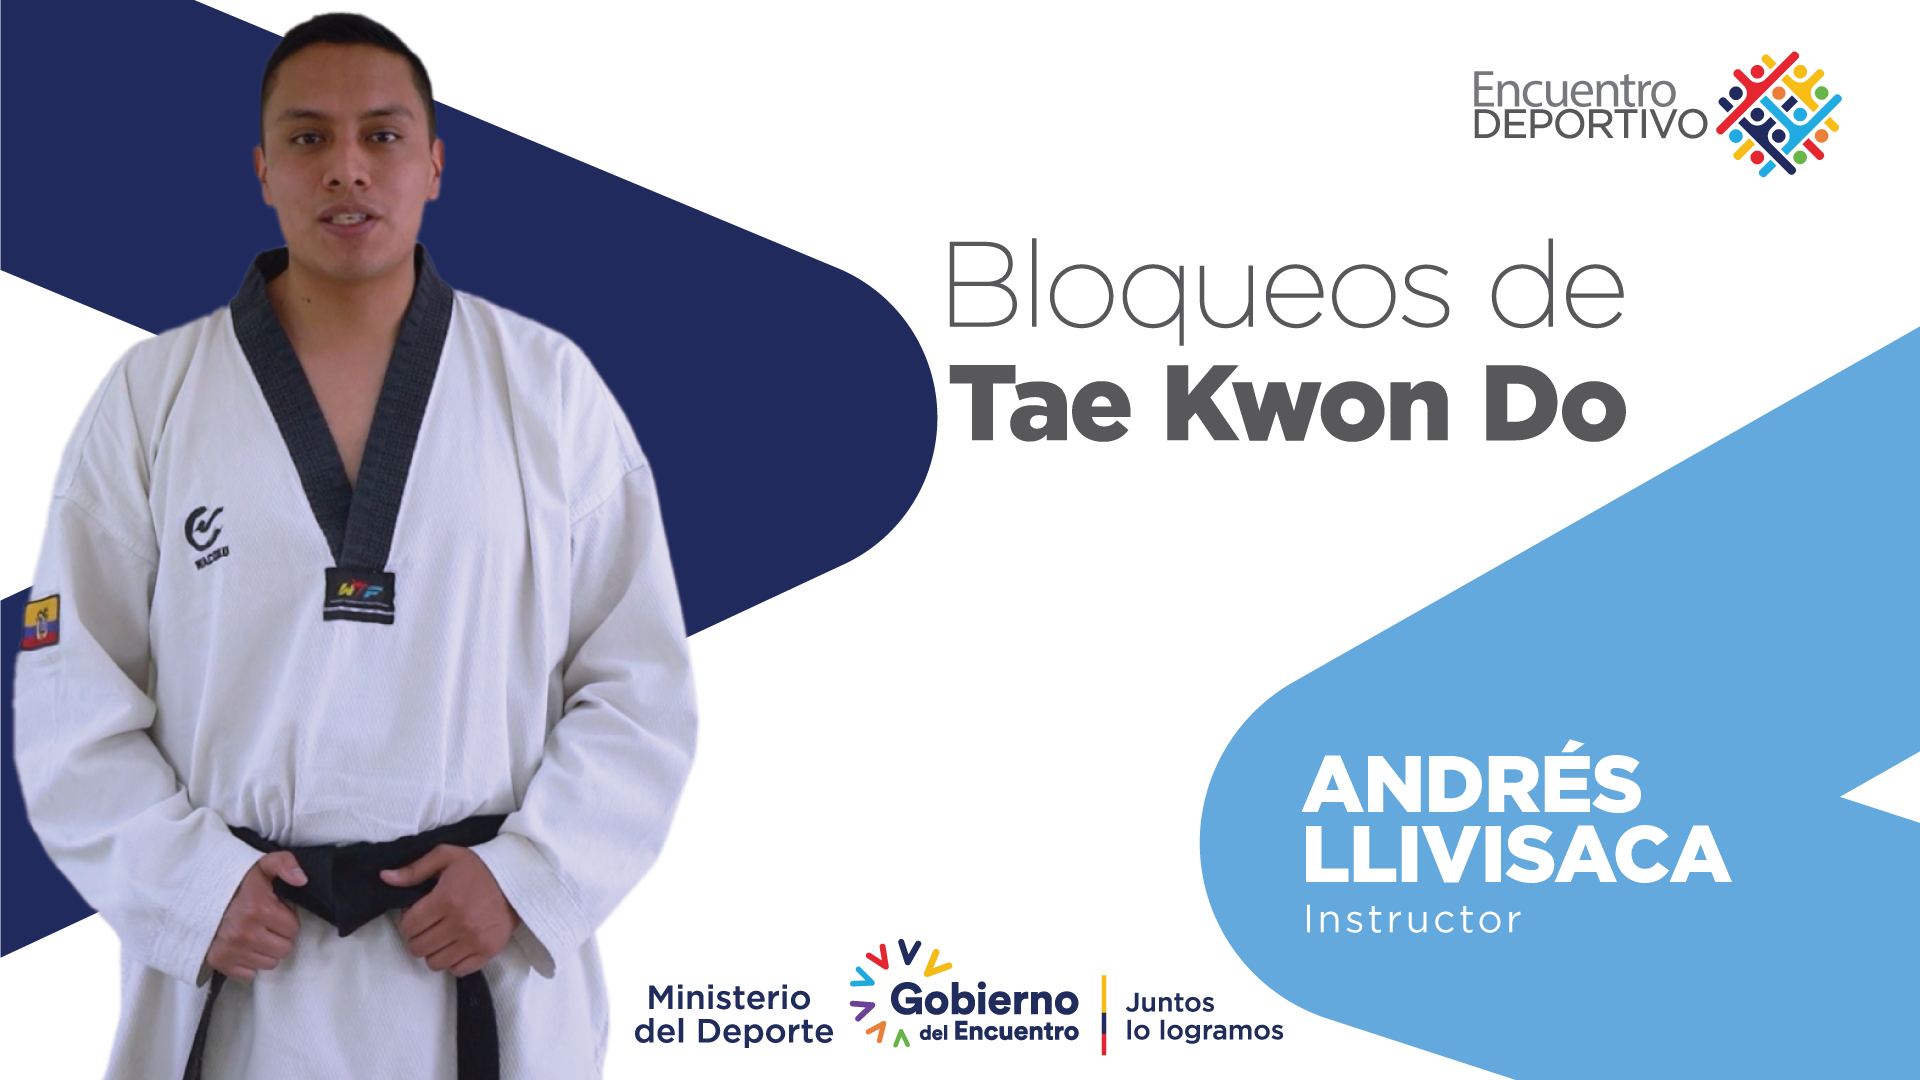 Encuentro
DEPORTIVO
Bloqueos de
Tae Kwon Do
WACOKU
WTF
ANDRÉS
LLIVISACA
Instructor
Ministerio
del Deporte
Gobierno
del Encuentro
Juntos
lo logramos